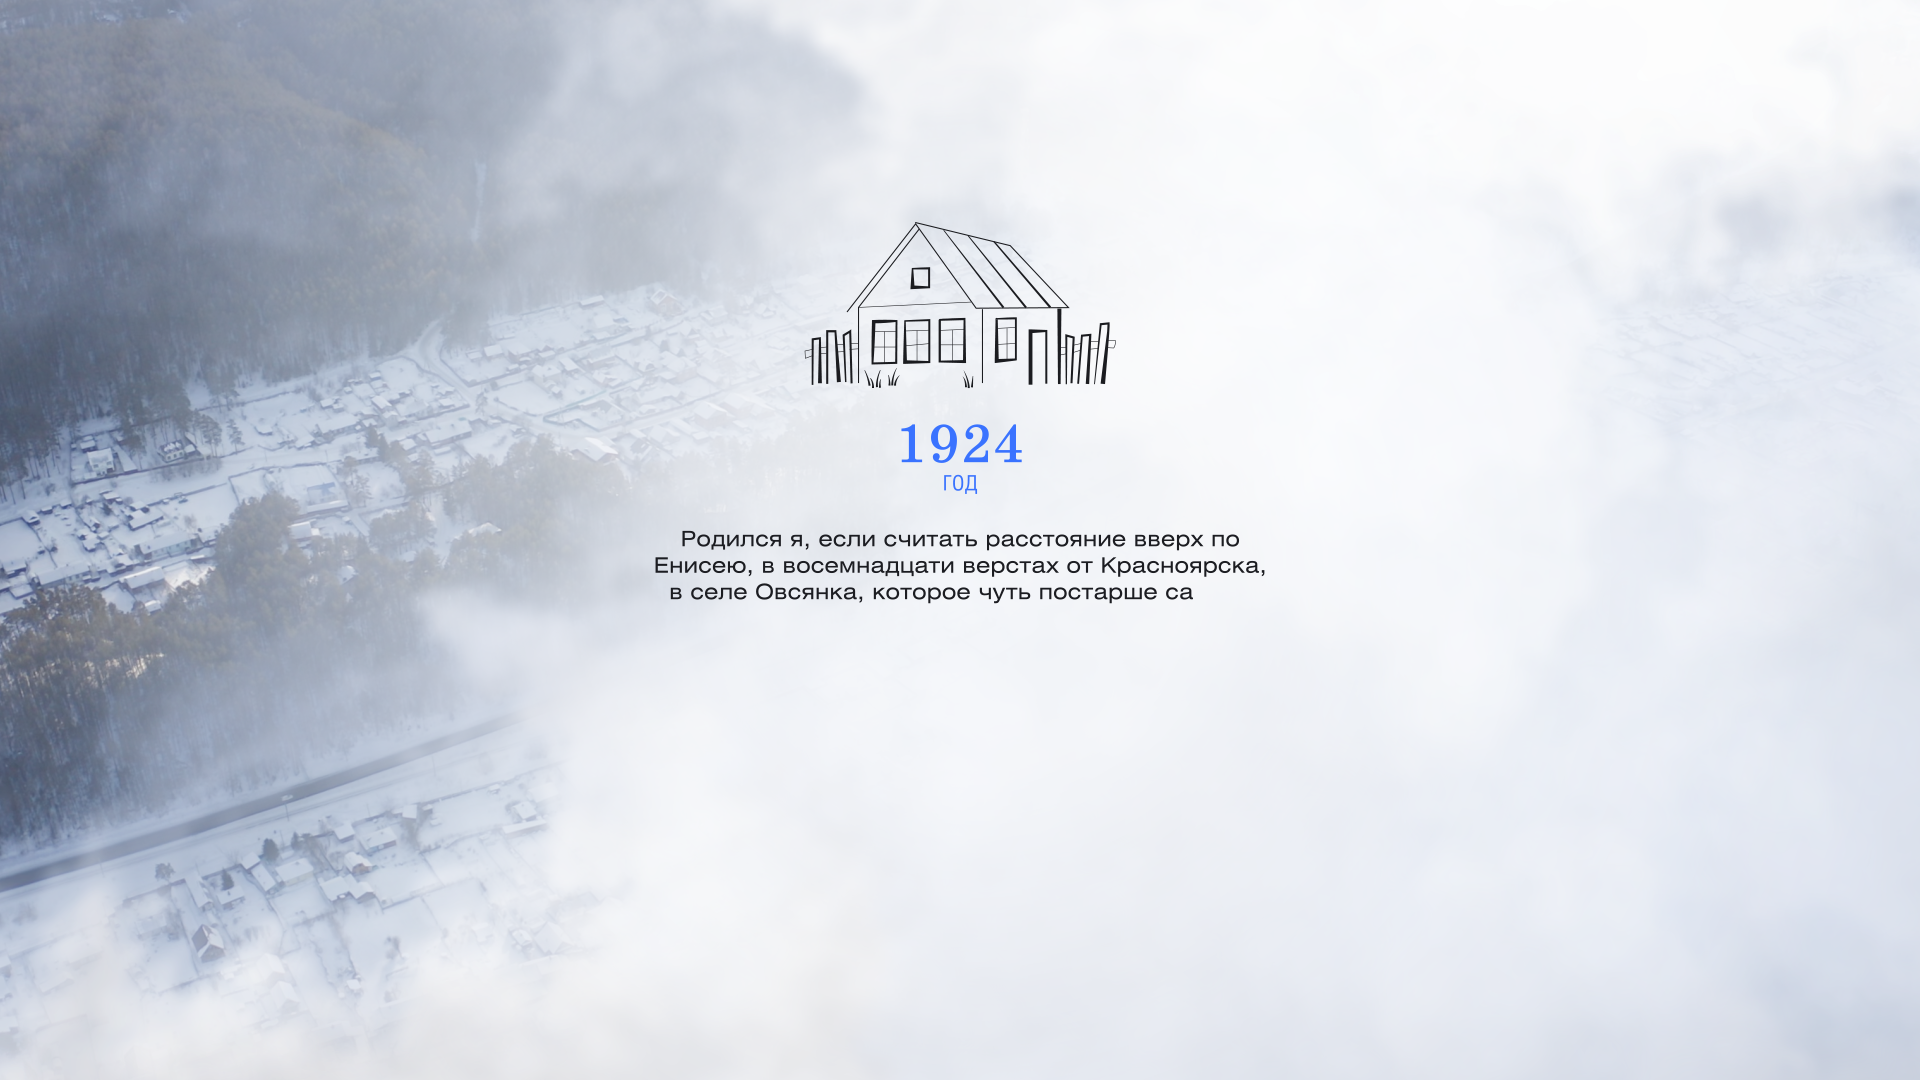 1924
ГОД
Родился я, если считать расстояние вверх по
Енисею, в восемнадцати верстах от Красноярска,
в селе Овсянка, которое чуть постарше са